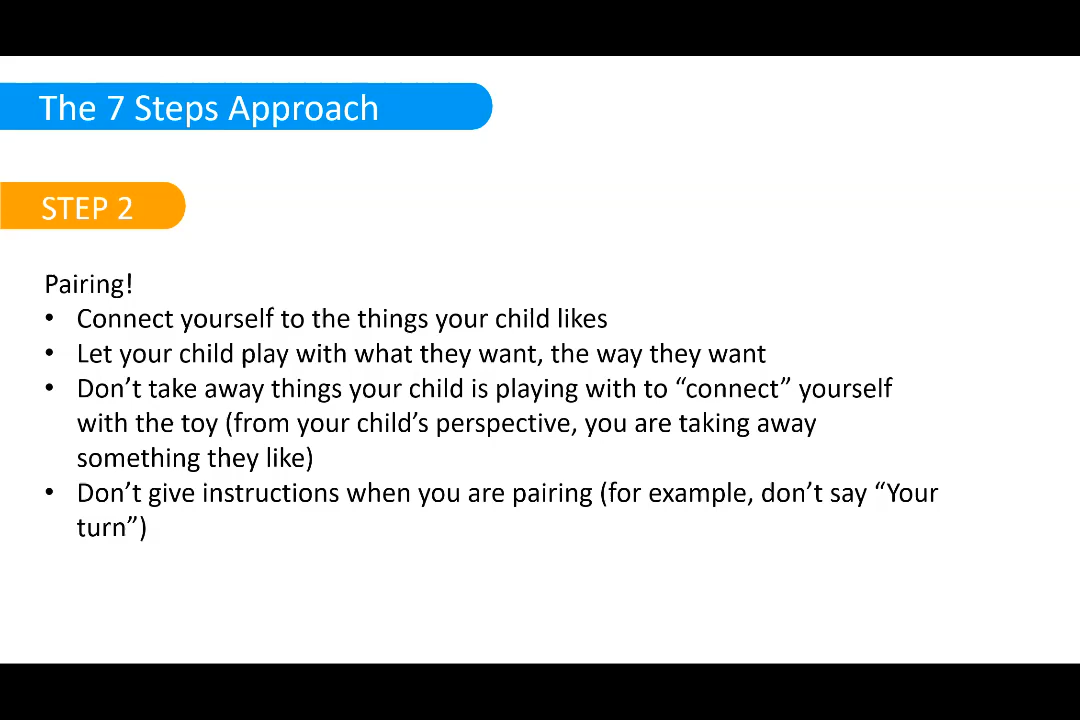 The 7 Steps Approach
STEP 2
Pairing!
• Connect yourself to the things your child likes
• Let your child play with what they want, the way they want
• Don’t take away things your child is playing with to “connect” yourself
with the toy (from your child’s perspective, you are taking away
something they like)
• Don’t give instructions when you are pairing (for example, don’t say “Your
turn”)